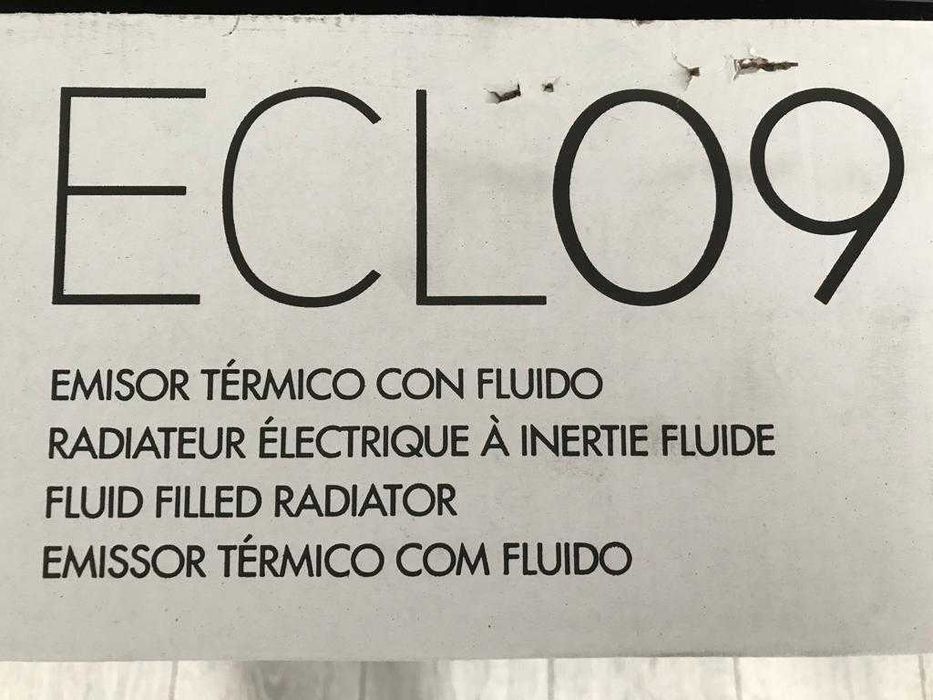 ECL09
EMISOR TÉRMICO CON FLUIDO
RADIATEUR ÉLECTRIQUE À INERTIE FLUIDE
FLUID FILLED RADIATOR
EMISSOR TÉRMICO COM FLUIDO